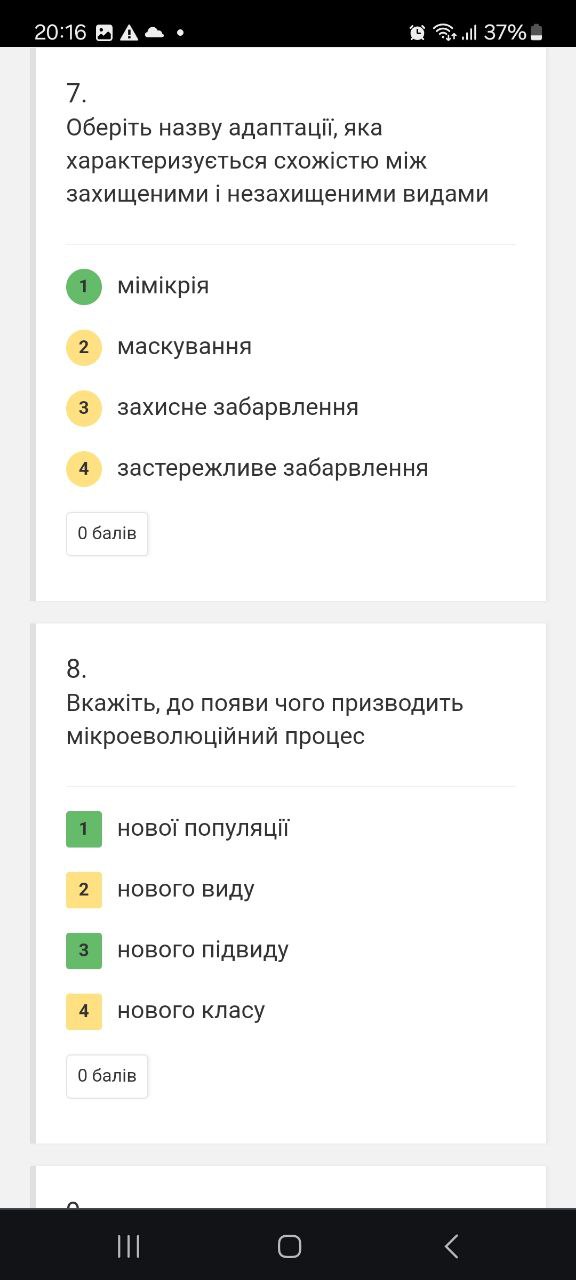 20:16 37%
7.
Оберіть назву адаптації, яка
характеризується схожістю між
захищеними і незахищеними видами
1 мімікрія
2 маскування
3 захисне забарвлення
4 застережливе забарвлення
0 балів
8.
Вкажіть, до появи чого призводить
мікроеволюційний процес
1 нової популяції
2 нового виду
3 нового підвиду
4 нового класу
0 балів